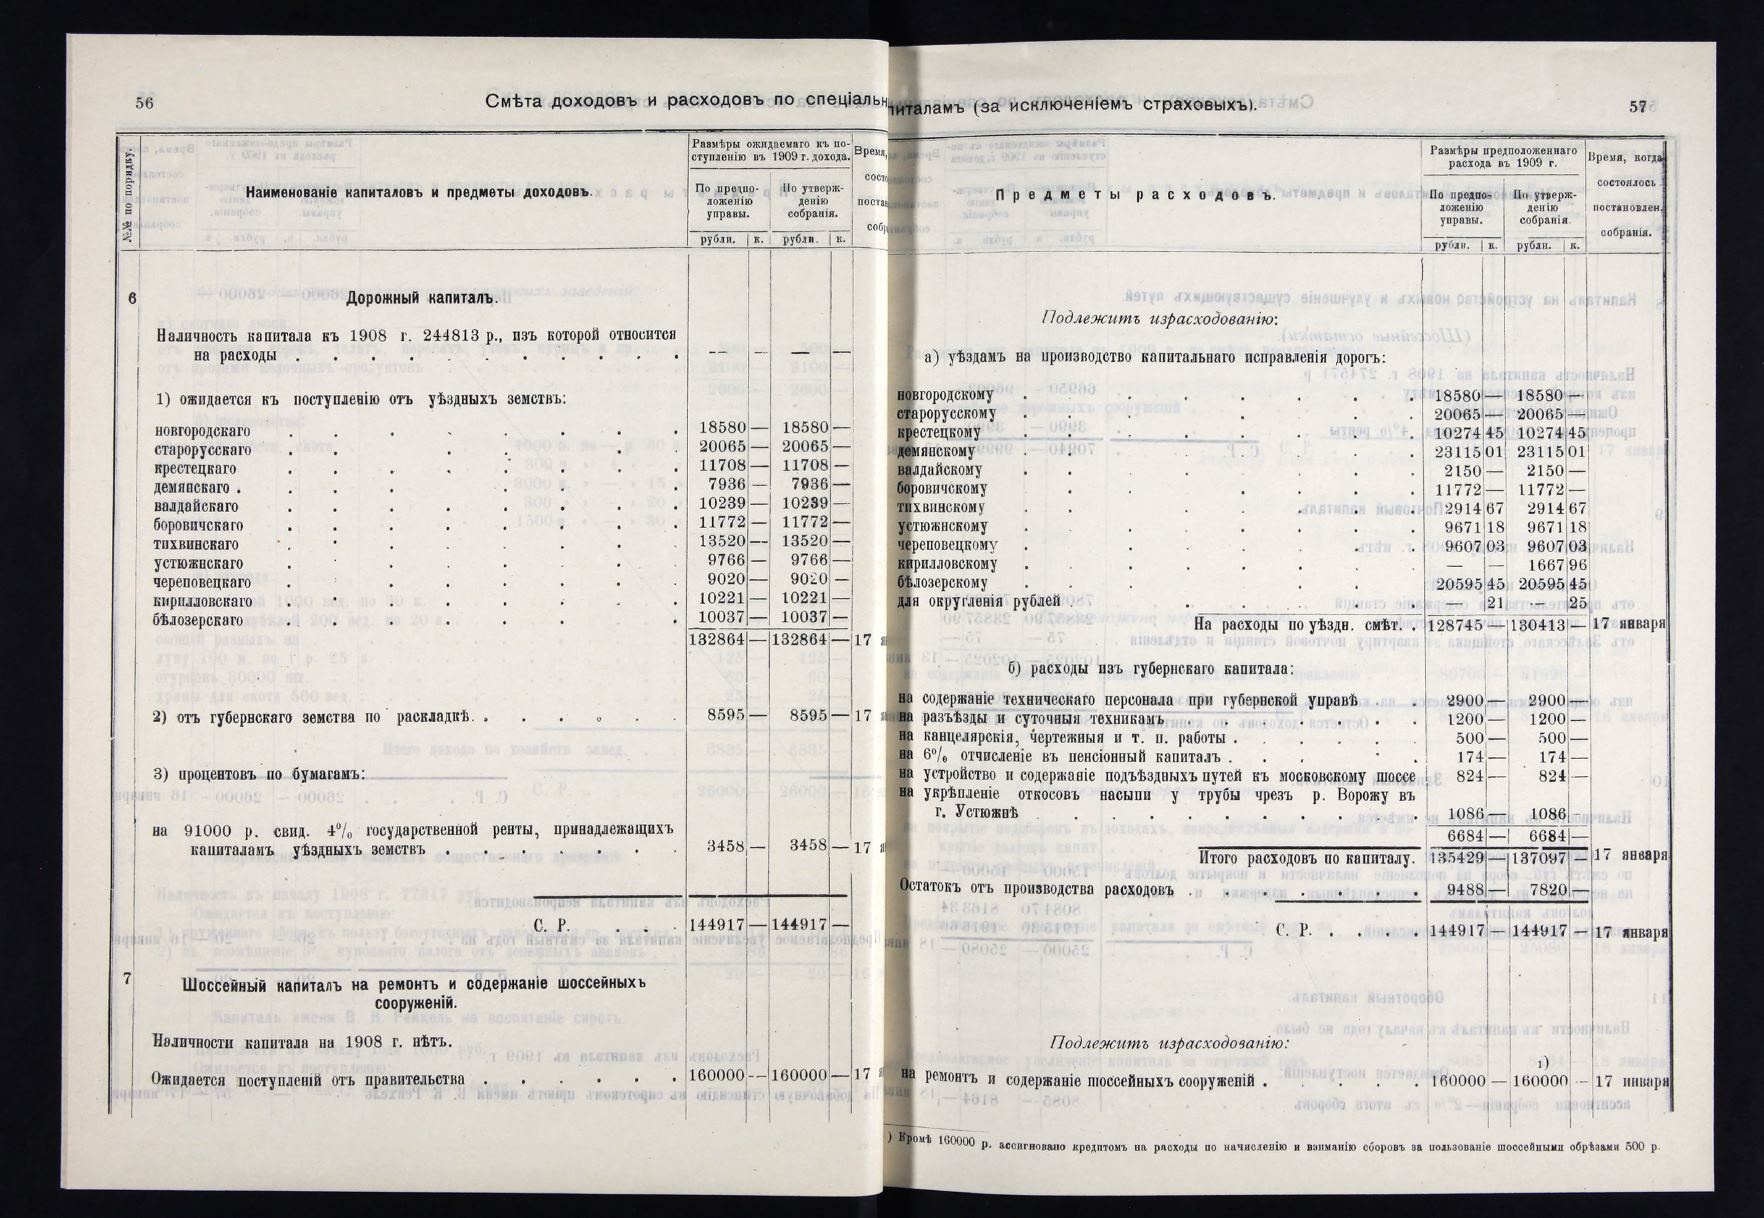 56
Смѣта доходовъ и расходовъ по спеціальн
№№ по порядку.
Наименованіе капиталовъ и предметы доходовъ.
Размѣры ожидаемаго къ по-
ступленію въ 1909 г. дохода.
Время,
По предпо-
ложенію
управы.
По утверж-
денію
собранія.
состо
постав
собр
рубли. к. рубли. к.
6
Дорожный капиталъ.
Наличность капитала къ 1908 г. 244813 р., изъ которой относится
на расходы . . . . . . . . . — — — —
1) ожидается къ поступленію отъ уѣздныхъ земствъ:
новгородскаго . . . . . . . . 18580 — 18580 —
старорусскаго . . . . . . . . 20065 — 20065 —
крестецкаго . . . . . . . . 11708 — 11708 —
демянскаго . . . . . . . . 7936 — 7936 —
валдайскаго . . . . . . . . 10239 — 10239 —
боровичскаго . . . . . . . . 11772 — 11772 —
тихвинскаго . . . . . . . . 13520 — 13520 —
устюжнскаго . . . . . . . . 9766 — 9766 —
череповецкаго . . . . . . . . 9020 — 9020 —
кирилловскаго . . . . . . . . 10221 — 10221 —
бѣлозерскаго . . . . . . . . 10037 — 10037 —
132864 — 132864 — 17 я
2) отъ губернскаго земства по раскладкѣ. . . . . . . . 8595 — 8595 — 17 я
3) процентовъ по бумагамъ:
на 91000 р. свид. 4% государственной ренты, принадлежащихъ
капиталамъ уѣздныхъ земствъ . . . . . . . 3458 — 3458 — 17 я
С. Р. . . . 144917 — 144917 —
7
Шоссейный капиталъ на ремонтъ и содержаніе шоссейныхъ
сооруженій.
Наличности капитала на 1908 г. нѣтъ.
Ожидается поступленій отъ правительства . . . . . . 160000 — 160000 — 17 я
питаламъ (за исключеніемъ страховыхъ).
57
Предметы расходовъ.
Размѣры предположеннаго
расхода въ 1909 г.
Время, когда
состоялось
постановлен.
собранія.
По предпо-
ложенію
управы.
По утверж-
денію
собранія.
рубли. к. рубли. к.
Подлежитъ израсходованію:
а) уѣздамъ на производство капитальнаго исправленія дорогъ:
новгородскому . . . . . . . 18580 — 18580 —
старорусскому . . . . . . . 20065 — 20065 —
крестецкому . . . . . . . 10274 45 10274 45
демянскому . . . . . . . 23115 01 23115 01
валдайскому . . . . . . . 2150 — 2150 —
боровичскому . . . . . . . 11772 — 11772 —
тихвинскому . . . . . . . 2914 67 2914 67
устюжнскому . . . . . . . 9671 18 9671 18
череповецкому . . . . . . . 9607 03 9607 03
кирилловскому . . . . . . . — — 1667 96
бѣлозерскому . . . . . . . 20595 45 20595 45
для округленія рублей . . . . . . — 21 — 25
На расходы по уѣздн. смѣт. . 128745 — 130413 — 17 января
б) расходы изъ губернскаго капитала:
на содержаніе техническаго персонала при губернской управѣ 2900 — 2900 —
на разъѣзды и суточныя техникамъ . . . . . . 1200 — 1200 —
на канцелярскія, чертежныя и т. п. работы . . . . . 500 — 500 —
на 6% отчисленіе въ пенсіонный капиталъ . . . . . 174 — 174 —
на устройство и содержаніе подъѣздныхъ путей къ московскому шоссе 824 — 824 —
на укрѣпленіе откосовъ насыпи у трубы чрезъ р. Ворожу въ
г. Устюжнѣ . . . . . . . . . 1086 — 1086
6684 — 6684 —
Итого расходовъ по капиталу. 135429 — 137097 — 17 января
Остатокъ отъ производства расходовъ . . . . . . 9488 — 7820 —
С. Р. . . . . 144917 — 144917 — 17 января
Подлежитъ израсходованію:
1)
на ремонтъ и содержаніе шоссейныхъ сооруженій . . . . . 160000 — 160000 — 17 января
) Кромѣ 160000 р. ассигновано кредитомъ на расходы по начисленію и взиманію сборовъ за пользованіе шоссейными обрѣзами 500 р.